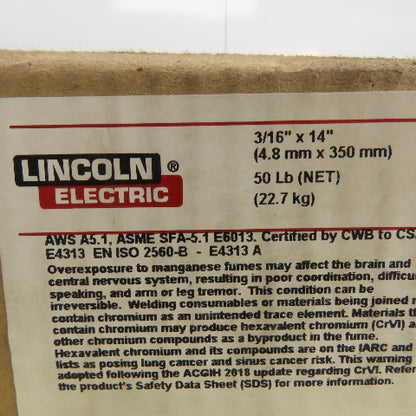 3/16" x 14"
(4.8 mm x 350 mm)
LINCOLN ®
ELECTRIC
50 Lb (NET)
(22.7 kg)
AWS A5.1, ASME SFA-5.1 E6013. Certified by CWB to
E4313 EN ISO 2560-B - E4313 A
Overexposure to manganese fumes may affect the brain and
central nervous system, resulting in poor coordination,
speaking, and arm or leg tremor. This condition can be
irreversible. Welding consumables or materials being joined
contain chromium as an unintended trace element. Materials
contain chromium may produce hexavalent chromium (CrVI)
other chromium compounds as a byproduct in the fume.
Hexavalent chromium and its compounds are on the IARC and
lists as posing lung cancer and sinus cancer risk. This warning
adopted following the ACGIH 2018 update regarding CrVI. Refer
the product's Safety Data Sheet (SDS) for more information.